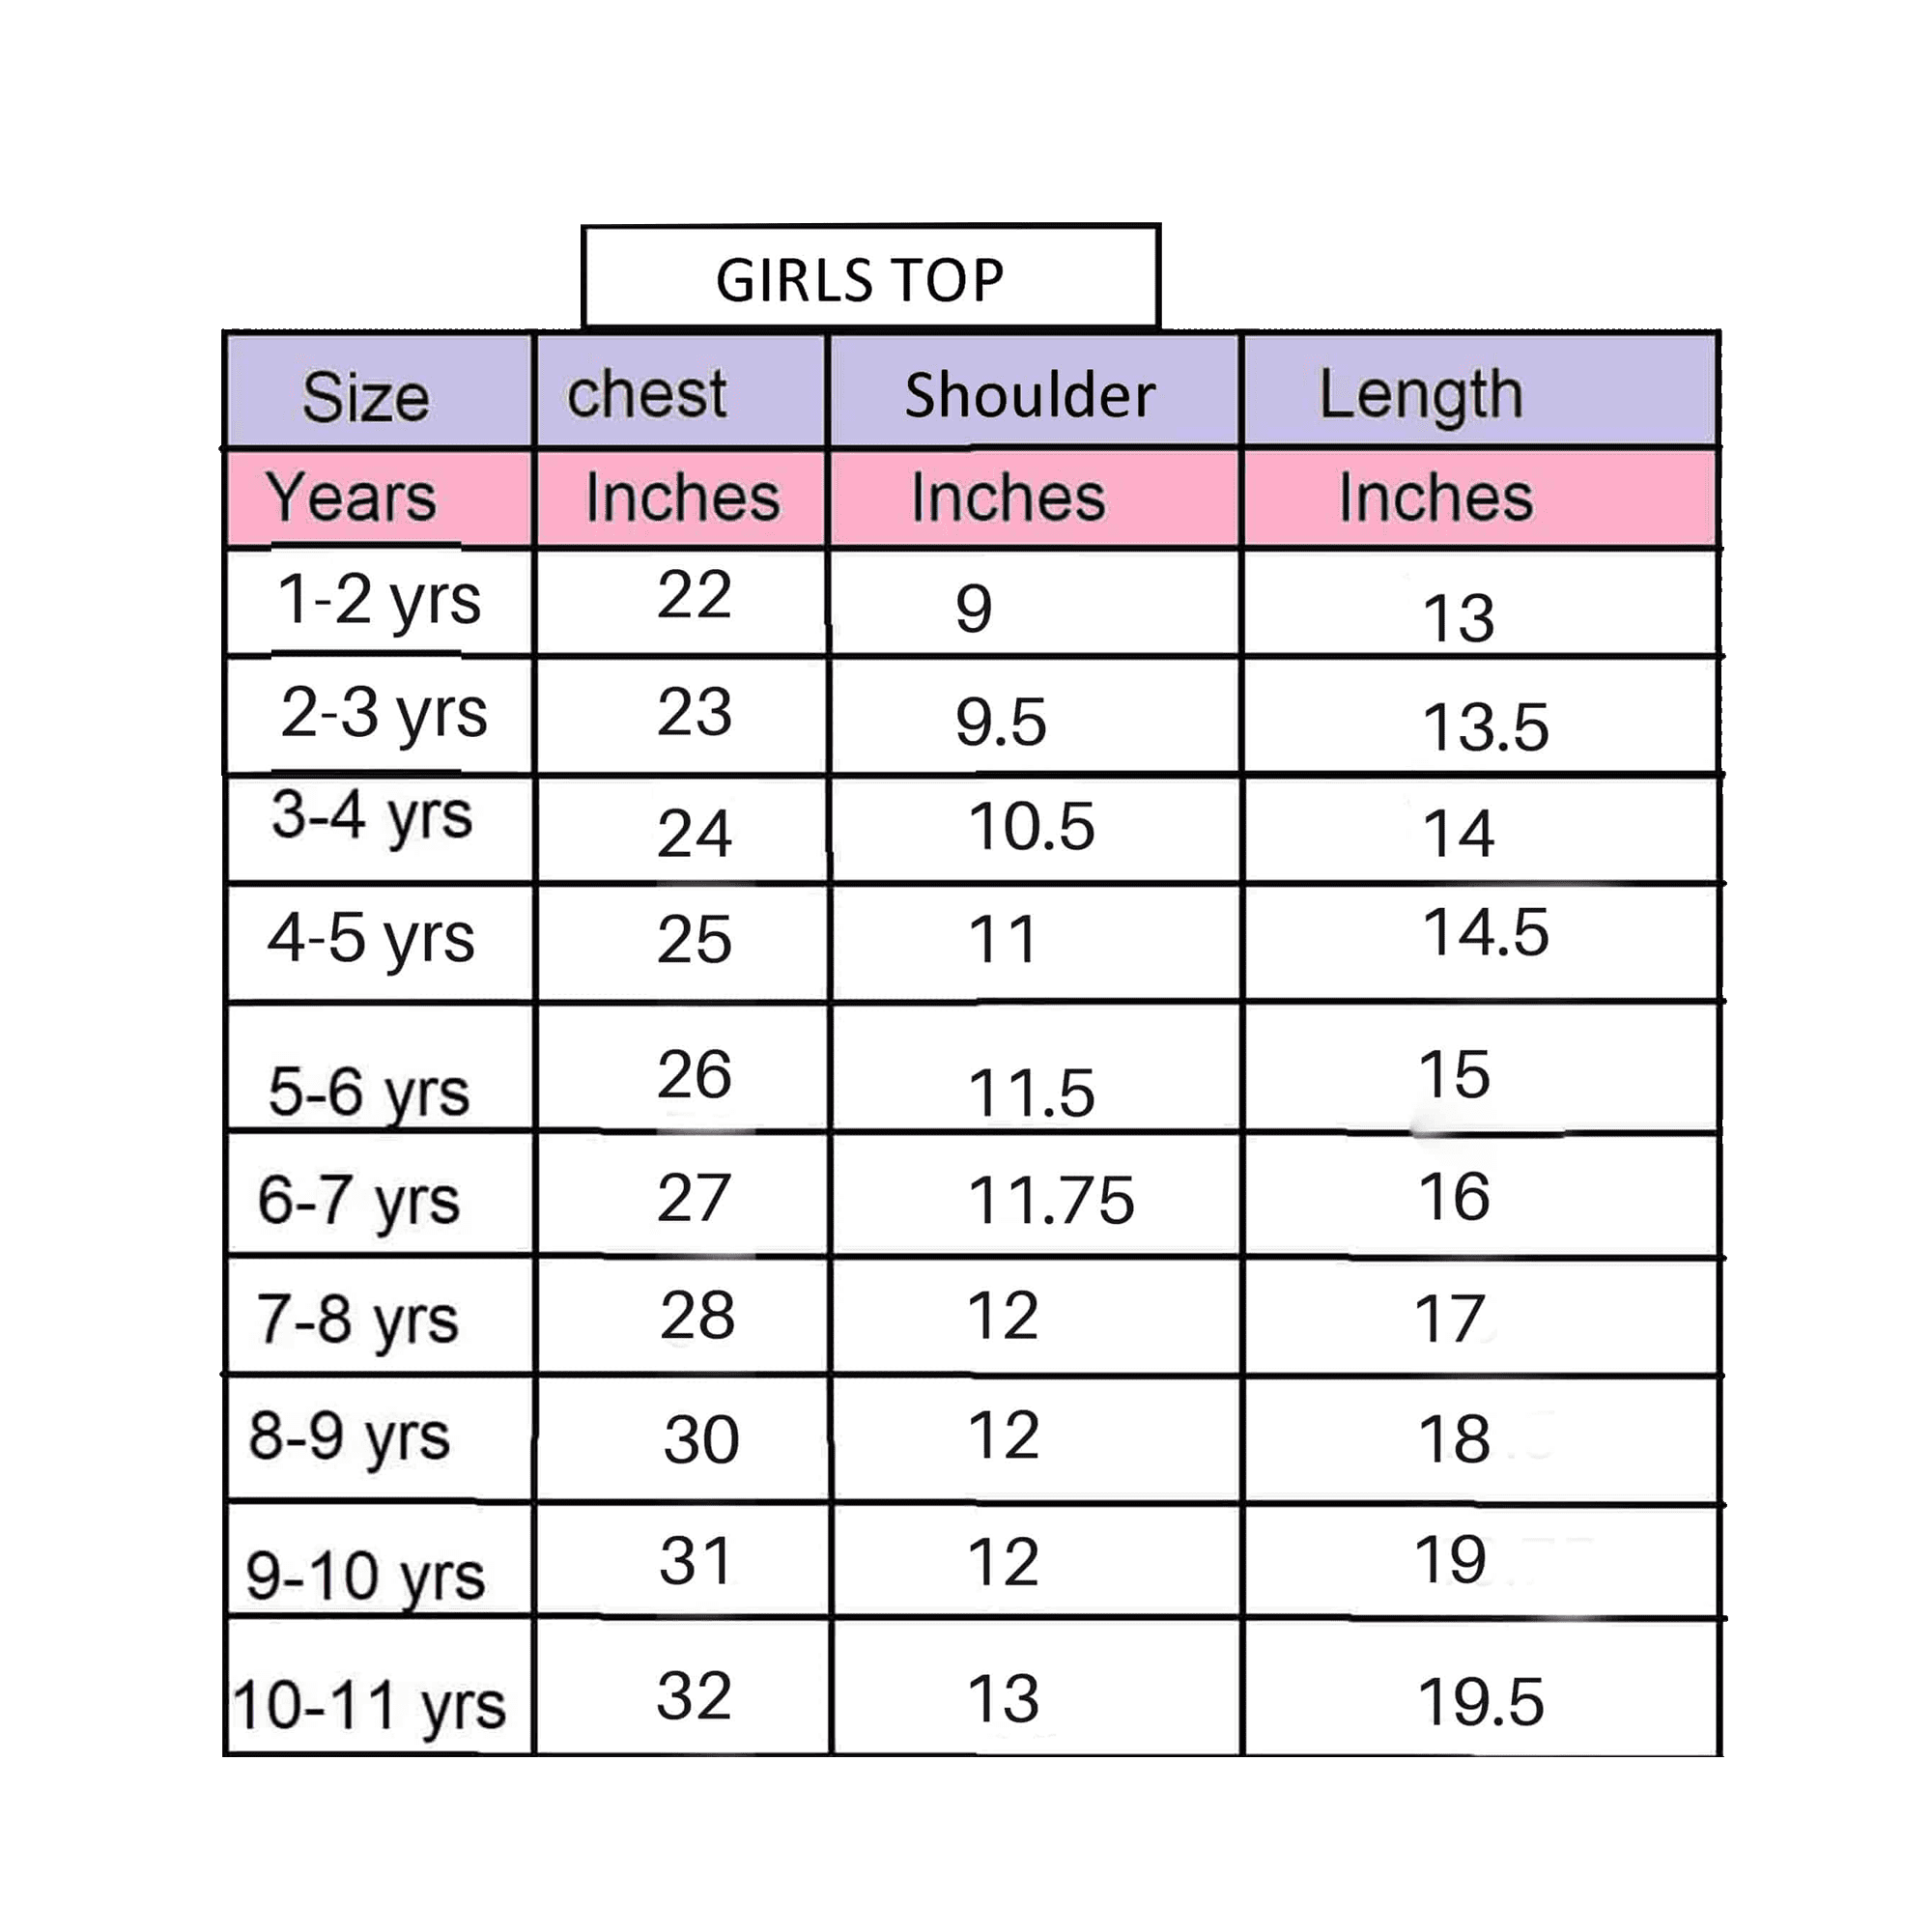 GIRLS TOP
Size chest Shoulder Length
Years Inches Inches Inches
1-2 yrs 22 9 13
2-3 yrs 23 9.5 13.5
3-4 yrs 24 10.5 14
4-5 yrs 25 11 14.5
5-6 yrs 26 11.5 15
6-7 yrs 27 11.75 16
7-8 yrs 28 12 17
8-9 yrs 30 12 18
9-10 yrs 31 12 19
10-11 yrs 32 13 19.5